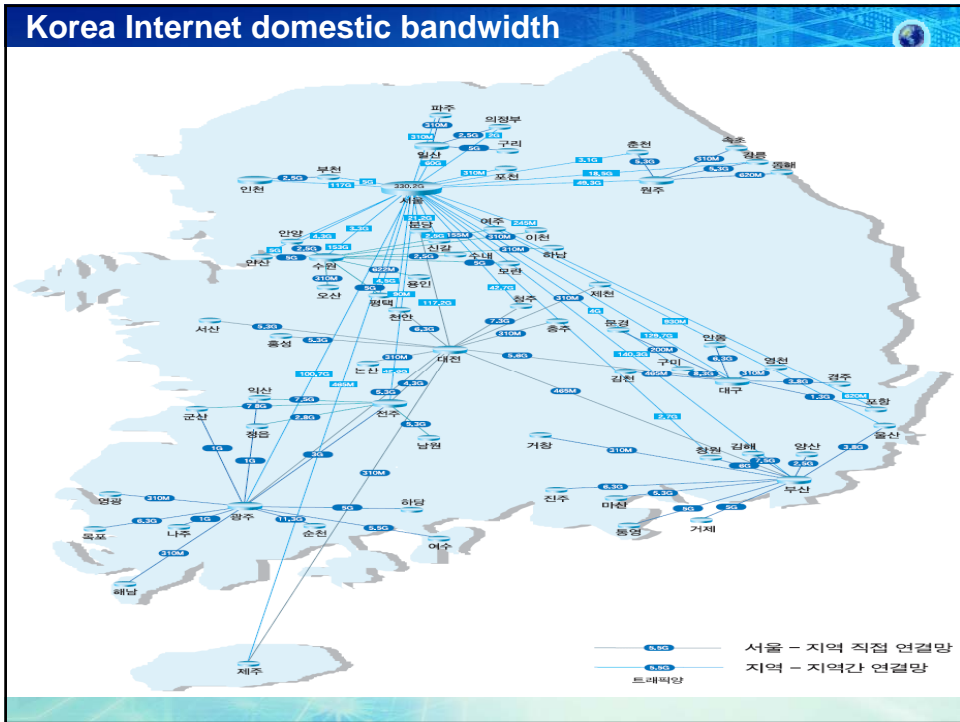 Korea Internet domestic bandwidth
파주
310M
의정부
310M
2.5G
2G
일산
5G
구리
60G
춘천
속초
3.1G
310M
강릉
부천
310M
포천
5.3G
5.3G
동해
인천
2.5G
117G
5G
330.2G
18.5G
49.3G
원주
620M
서울
21.2G
3.3G
분당
여주
245M
안양
4.3G
2.5G
155M
310M
이천
5G
2.5G
153G
신갈
수대
310M
하남
안산
5G
수원
2.5G
5G
모란
622M
310M
4.5G
용인
42.7G
제천
오산
5G
90M
평택
117.2G
청주
310M
천안
4G
930M
서산
5.3G
6.3G
7.3G
충주
문경
129.7G
안동
홍성
5.3G
310M
대전
200M
310M
140.3G
구미
6.3G
영천
논산
5.6G
100.7G
465M
4.3G
김천
465M
8.3G
310M
3.8G
경주
익산
5.3G
465M
대구
1.3G
620M
7.5G
포항
군산
7.8G
2.8G
전주
2.7G
정읍
5.3G
울산
1G
남원
거창
창원
김해
양산
3.8G
3G
310M
7.5G
1G
310M
6G
2.5G
부산
영광
310M
진주
6.3G
5.3G
하당
마산
광주
5G
5G
5G
목포
6.3G
1G
11.3G
나주
순천
5.5G
통영
거제
여수
310M
해남
제주
5.5G
서울 – 지역 직접 연결망
5.5G
지역 – 지역간 연결망
트래픽양